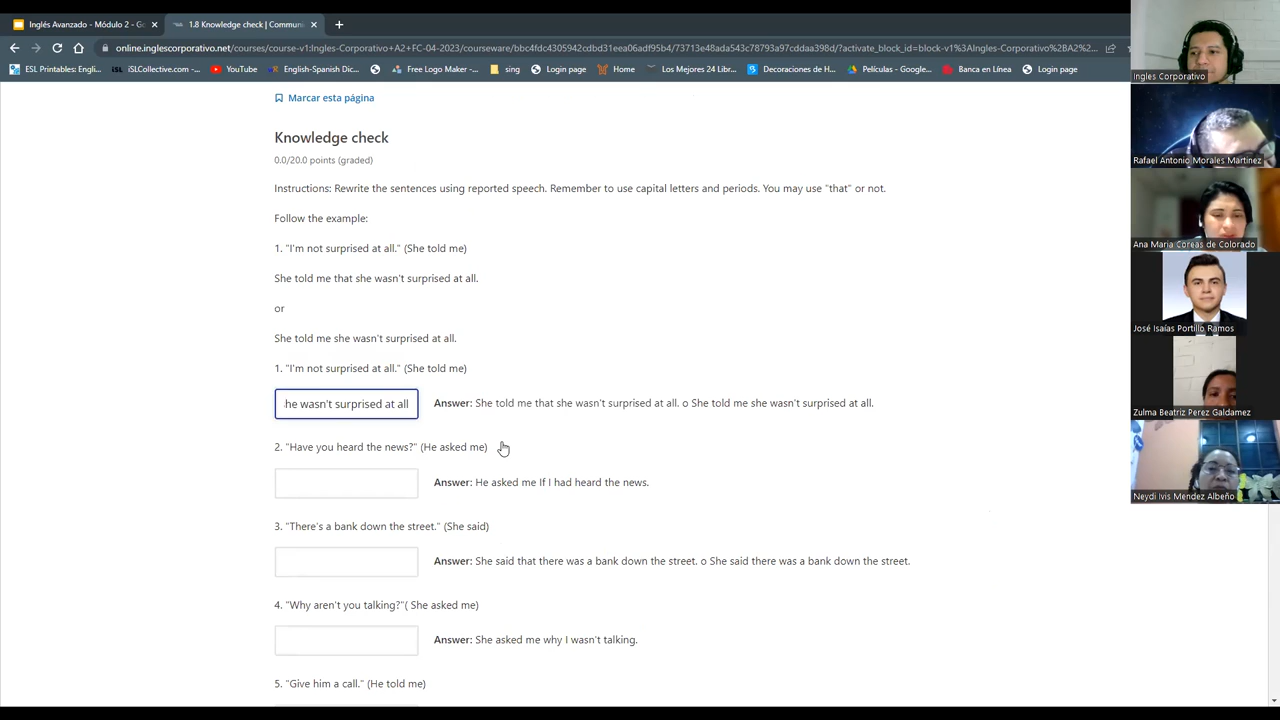 Inglés Avanzado - Módulo 2 - Ge
1.8 Knowledge check | Commun
online.inglescorporativo.net/courses/course-v1:Ingles-Corporativo+A2+FC-04-2023/courseware/bbc4fdc4305942cdbd31eea06adf95b4/73713e48ada543c78793a97cddaa398d/?activate_block_id=block-v1%3AIngles-Corporativo%2BA2%2...
ESL Printables: Engli... iSLCollective.com -... YouTube English-Spanish Dic... Free Logo Maker -... sing Login page Home Los Mejores 24 Libr... Decoraciones de H... Películas - Google... Banca en Línea Login page
Marcar esta página
Knowledge check
0.0/20.0 points (graded)
Instructions: Rewrite the sentences using reported speech. Remember to use capital letters and periods. You may use "that" or not.
Follow the example:
1. "I'm not surprised at all." (She told me)
She told me that she wasn't surprised at all.
or
She told me she wasn't surprised at all.
1. "I'm not surprised at all." (She told me)
he wasn't surprised at all
Answer: She told me that she wasn't surprised at all. o She told me she wasn't surprised at all.
2. "Have you heard the news?" (He asked me)
Answer: He asked me If I had heard the news.
3. "There's a bank down the street." (She said)
Answer: She said that there was a bank down the street. o She said there was a bank down the street.
4. "Why aren't you talking?"( She asked me)
Answer: She asked me why I wasn't talking.
5. "Give him a call." (He told me)
Ingles Corporativo
Rafael Antonio Morales Martinez
Ana María Coreas de Colorado
José Isaías Portillo Ramos
Zulma Beatriz Perez Galdamez
Neydi Ivis Mendez Albeño